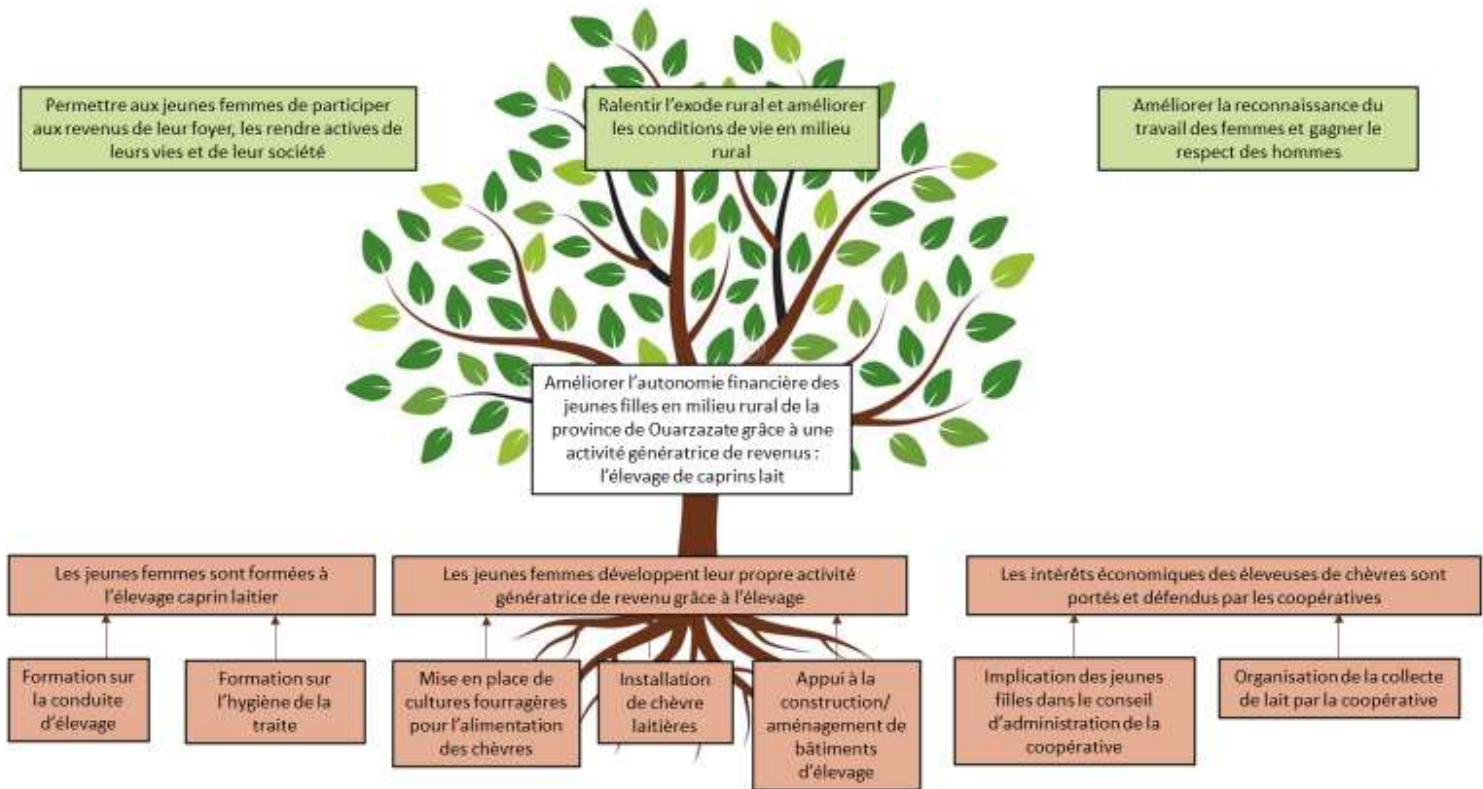 Permettre aux jeunes femmes de participer
aux revenus de leur foyer, les rendre actives de
leurs vies et de leur société
Ralentir l'exode rural et améliorer
les conditions de vie en milieu
rural
Améliorer la reconnaissance du
travail des femmes et gagner le
respect des hommes
Améliorer l'autonomie financière des
jeunes filles en milieu rural de la
province de Ouarzazate grâce à une
activité génératrice de revenus :
l'élevage de caprins lait
Les jeunes femmes sont formées à
l'élevage caprin laitier
Les jeunes femmes développent leur propre activité
génératrice de revenu grâce à l'élevage
Les intérêts économiques des éleveuses de chèvres sont
portés et défendus par les coopératives
Formation sur
la conduite
d'élevage
Formation sur
l'hygiène de la
traite
Mise en place de
cultures fourragères
pour l'alimentation
des chèvres
Installation
de chèvre
laitières
Appui à la
construction/
aménagement de
bâtiments
d'élevage
Implication des jeunes
filles dans le conseil
d'administration de la
coopérative
Organisation de la collecte
de lait par la coopérative